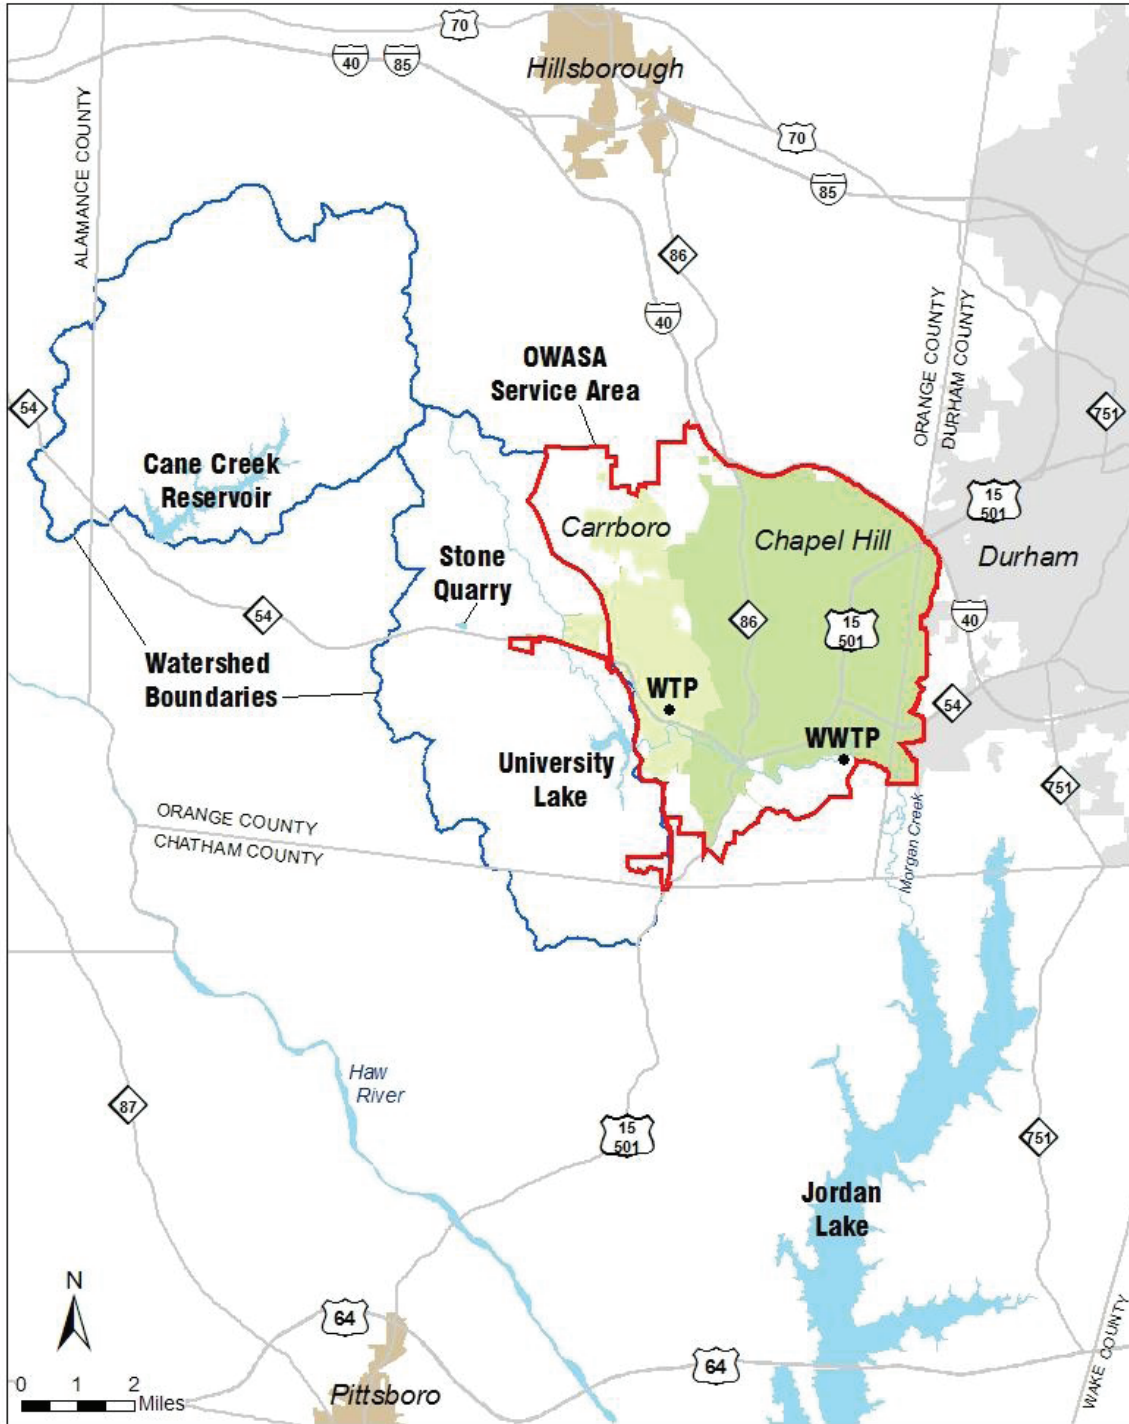 70
40
85
Hillsborough
70
85
ALAMANCE COUNTY
86
40
ORANGE COUNTY
DURHAM COUNTY
OWASA
Service Area
54
751
Cane Creek
Reservoir
15
501
Carrboro
Chapel Hill
Durham
Stone
Quarry
54
86
15
501
40
Watershed
Boundaries
WTP
54
WWTP
University
Lake
751
ORANGE COUNTY
CHATHAM COUNTY
Morgan Creek
Haw
River
87
15
501
751
Jordan
Lake
N
64
64
WAKE COUNTY
0 1 2
Miles
Pittsboro